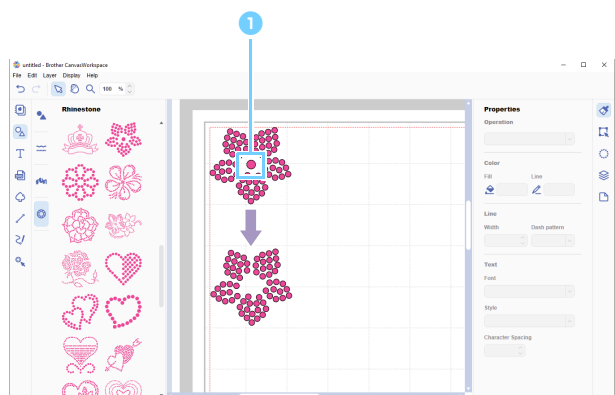 1
untitled - Brother CanvasWorkspace
File Edit Layer Display Help
100 %
Rhinestone
Properties
Operation
Color
Fill Line
Line
Width Dash pattern
Text
Font
Style
Character Spacing